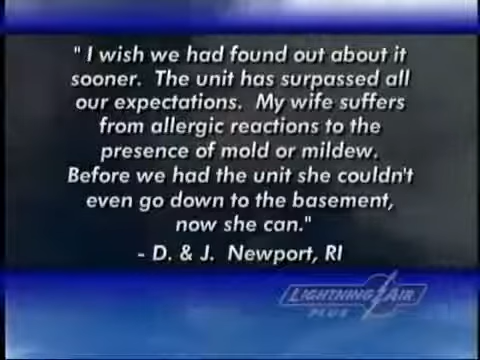 " I wish we had found out about it
sooner. The unit has surpassed all
our expectations. My wife suffers
from allergic reactions to the
presence of mold or mildew.
Before we had the unit she couldn't
even go down to the basement,
now she can."
- D. & J. Newport, RI
LIGHTNING AIR
PLUS